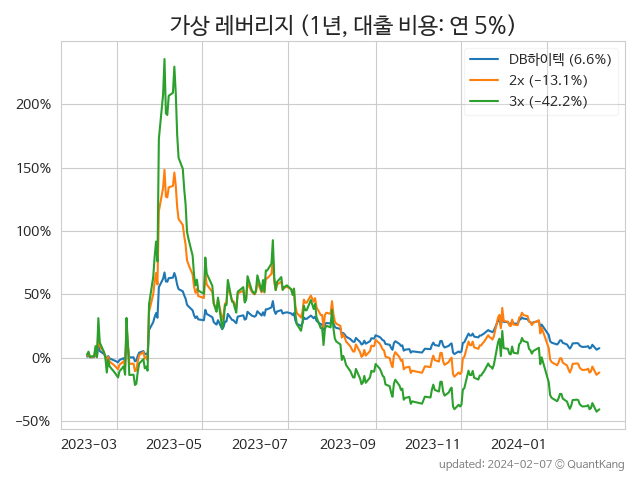 가상 레버리지 (1년, 대출 비용: 연 5%)
DB하이텍 (6.6%)
2x (−13.1%)
3x (−42.2%)
200%
150%
100%
50%
0%
−50%
2023-03 2023-05 2023-07 2023-09 2023-11 2024-01
updated: 2024-02-07 © QuantKang